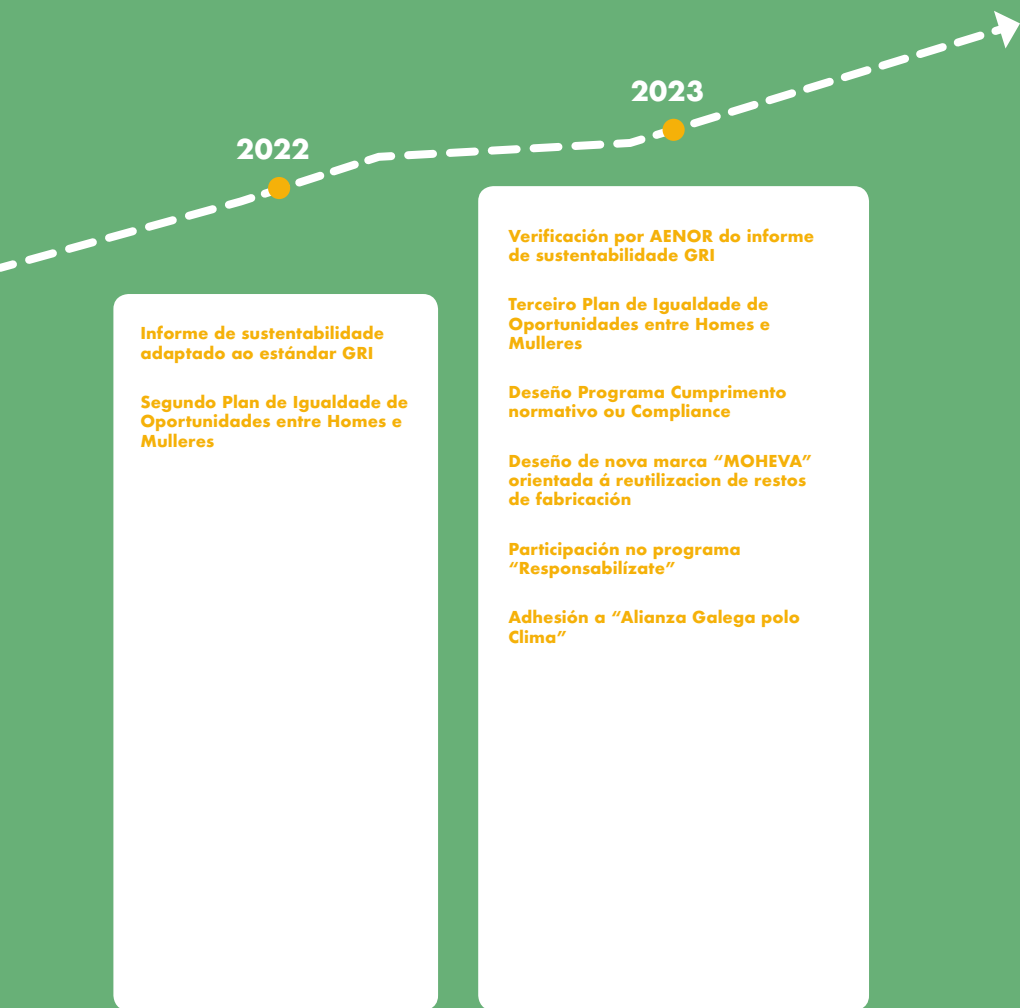 2022
Informe de sustentabilidade
adaptado ao estándar GRI
Segundo Plan de Igualdade de
Oportunidades entre Homes e
Mulleres
2023
Verificación por AENOR do informe
de sustentabilidade GRI
Terceiro Plan de Igualdade de
Oportunidades entre Homes e
Mulleres
Deseño Programa Cumprimento
normativo ou Compliance
Deseño de nova marca “MOHEVA”
orientada á reutilizacion de restos
de fabricación
Participación no programa
“Responsabilízate”
Adhesión a “Alianza Galega polo
Clima”